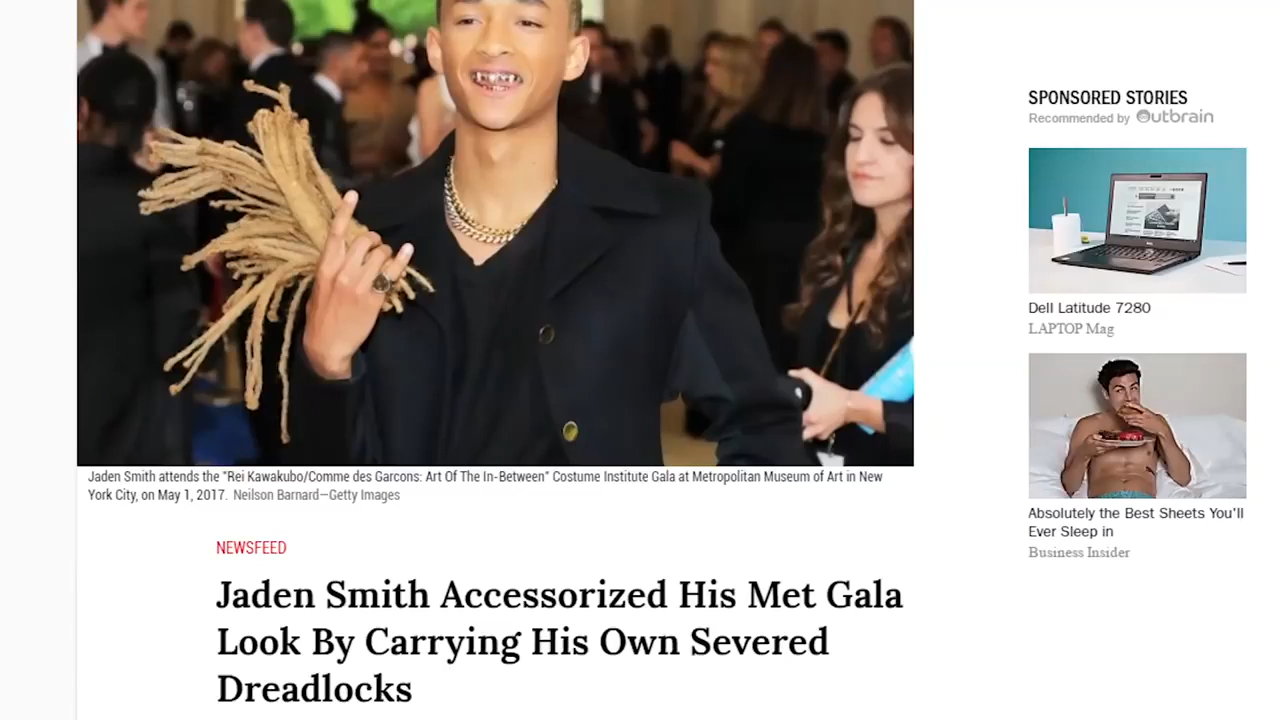 SPONSORED STORIES
Recommended by Outbrain
Dell Latitude 7280
LAPTOP Mag
Absolutely the Best Sheets You'll
Ever Sleep in
Business Insider
Jaden Smith attends the "Rei Kawakubo/Comme des Garcons: Art Of The In-Between" Costume Institute Gala at Metropolitan Museum of Art in New
York City, on May 1, 2017. Neilson Barnard—Getty Images
NEWSFEED
Jaden Smith Accessorized His Met Gala
Look By Carrying His Own Severed
Dreadlocks